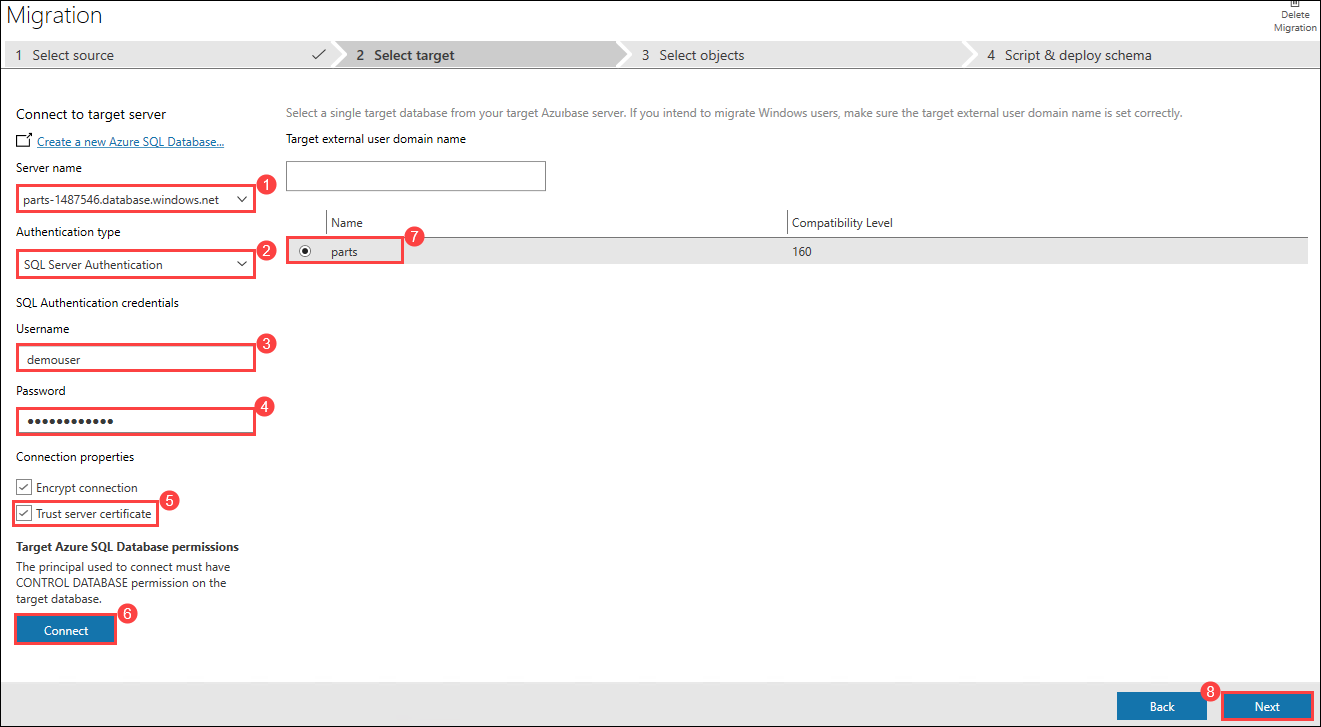 Migration
Delete
Migration
1 Select source
2 Select target
3 Select objects
4 Script & deploy schema
Connect to target server
Create a new Azure SQL Database...
Server name
1
parts-1487546.database.windows.net
Authentication type
2
SQL Server Authentication
SQL Authentication credentials
Username
3
demouser
Password
4
••••••••••••
Connection properties
Encrypt connection
5
Trust server certificate
Target Azure SQL Database permissions
The principal used to connect must have
CONTROL DATABASE permission on the
target database.
6
Connect
Select a single target database from your target Azuıbase server. If you intend to migrate Windows users, make sure the target external user domain name is set correctly.
Target external user domain name
Name Compatibility Level
7
parts 160
8
Back Next